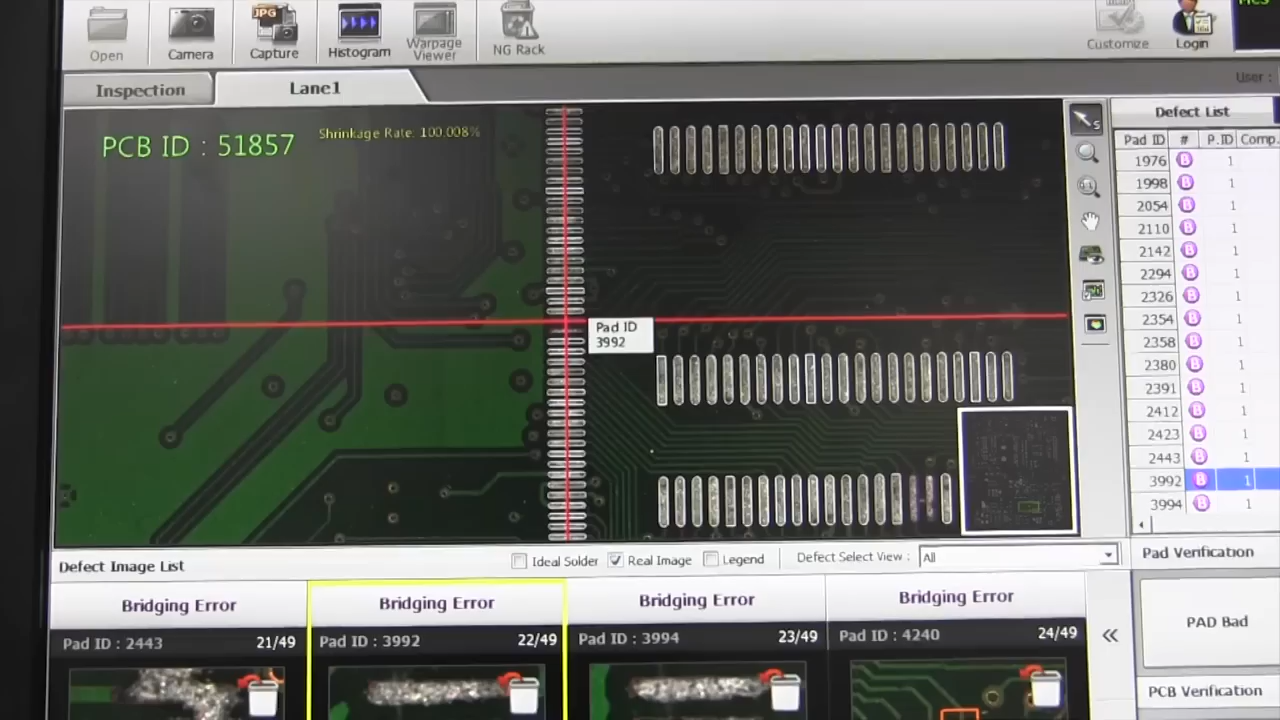 Open
Camera
JPG
Capture
Histogram
Warpage Viewer
NG Rack
Customize
Login
Inspection
Lane1
User :
PCB ID : 51857
Shrinkage Rate: 100.008%
Pad ID
3992
Defect List
Pad ID # P.ID Comp.
1976 B 1
1998 B 1
2054 B 1
2110 B 1
2142 B 1
2294 B 1
2326 B 1
2354 B 1
2358 B 1
2380 B 1
2391 B 1
2412 B 1
2423 B 1
2443 B 1
3992 B 1
3994 B 1
Defect Image List
Ideal Solder
Real Image
Legend
Defect Select View : All
Pad Verification
PAD Bad
PCB Verification
Bridging Error
Pad ID : 2443 21/49
Bridging Error
Pad ID : 3992 22/49
Bridging Error
Pad ID : 3994 23/49
Bridging Error
Pad ID : 4240 24/49